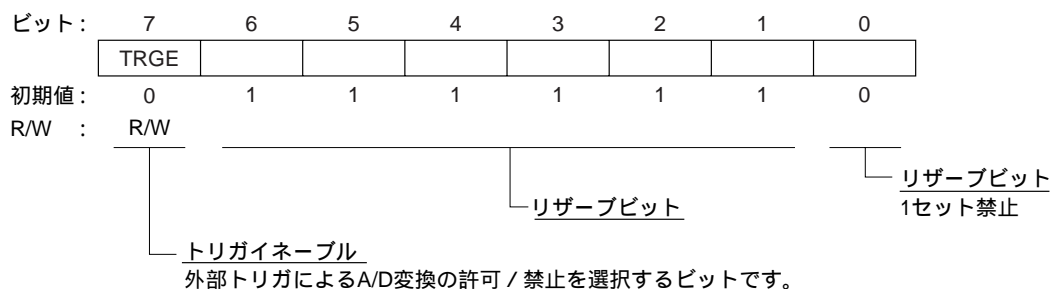 ビット: 7 6 5 4 3 2 1 0
TRGE
初期値: 0 1 1 1 1 1 1 0
R/W : R/W
リザーブビット
1セット禁止
リザーブビット
トリガイネーブル
外部トリガによるA/D変換の許可/禁止を選択するビットです。